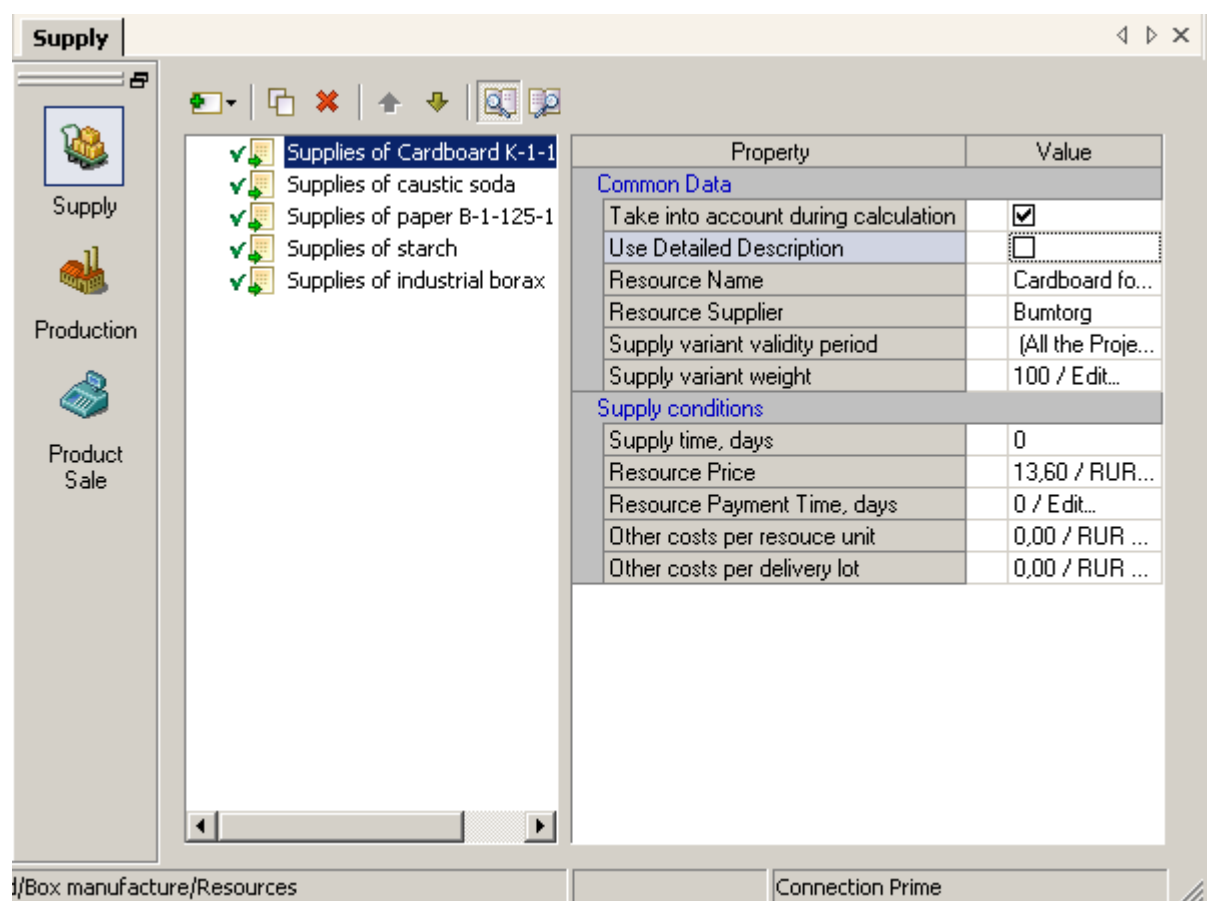 Supply
Supply
Production
Product
Sale
Supplies of Cardboard K-1-1
Supplies of caustic soda
Supplies of paper B-1-125-1
Supplies of starch
Supplies of industrial borax
Property Value
Common Data
Take into account during calculation
Use Detailed Description
Resource Name Cardboard fo...
Resource Supplier Bumtorg
Supply variant validity period (All the Proje...
Supply variant weight 100 / Edit...
Supply conditions
Supply time, days 0
Resource Price 13,60 / RUR...
Resource Payment Time, days 0 / Edit...
Other costs per resouce unit 0,00 / RUR ...
Other costs per delivery lot 0,00 / RUR ...
/Box manufacture/Resources
Connection Prime